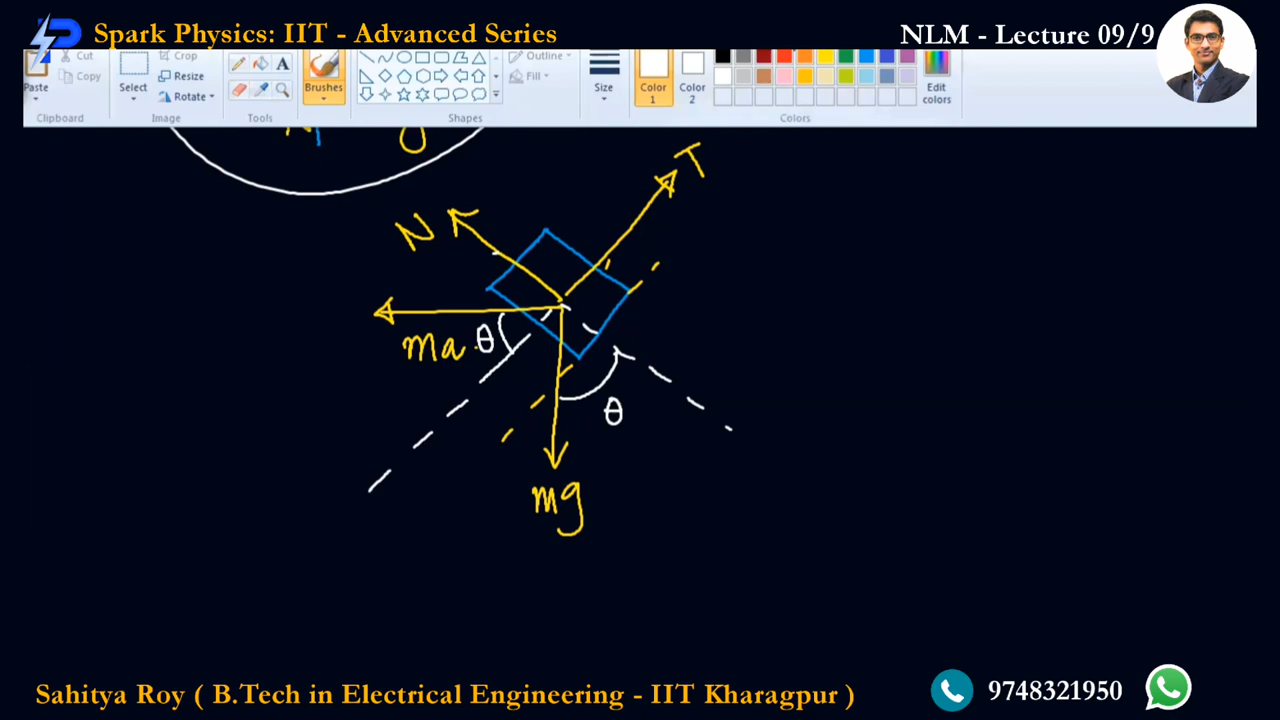 Spark Physics: IIT - Advanced Series
NLM - Lecture 09/9
Cut
Copy
Paste
Clipboard
Crop
Resize
Rotate
Select
Image
A
Tools
Brushes
Outline
Fill
Shapes
Size
Color 1
Color 2
Edit colors
Colors
T
N
ma
θ
θ
mg
Sahitya Roy ( B.Tech in Electrical Engineering - IIT Kharagpur )
9748321950